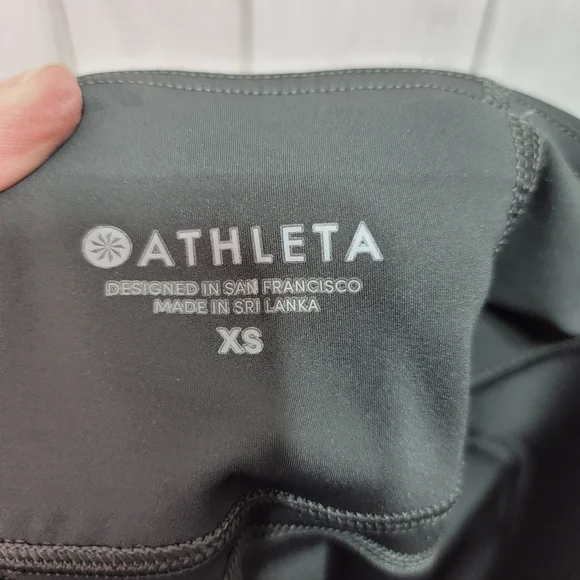 ATHLETA
DESIGNED IN SAN FRANCISCO
MADE IN SRI LANKA
XS